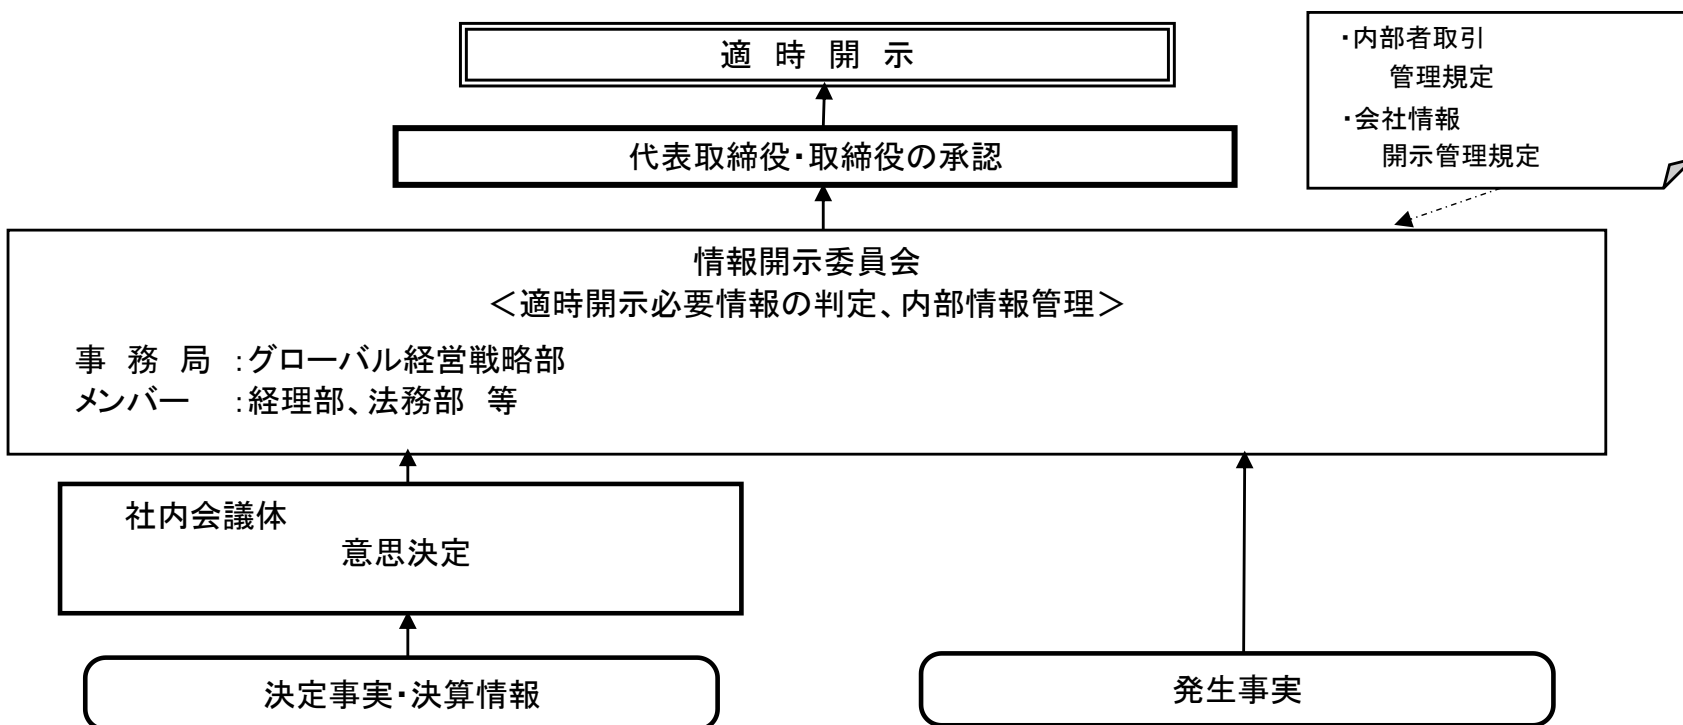 適 時 開 示
・内部者取引
管理規定
・会社情報
開示管理規定
代表取締役・取締役の承認
情報開示委員会
＜適時開示必要情報の判定、内部情報管理＞
事 務 局 ：グローバル経営戦略部
メンバー ：経理部、法務部 等
社内会議体
意思決定
決定事実・決算情報
発生事実